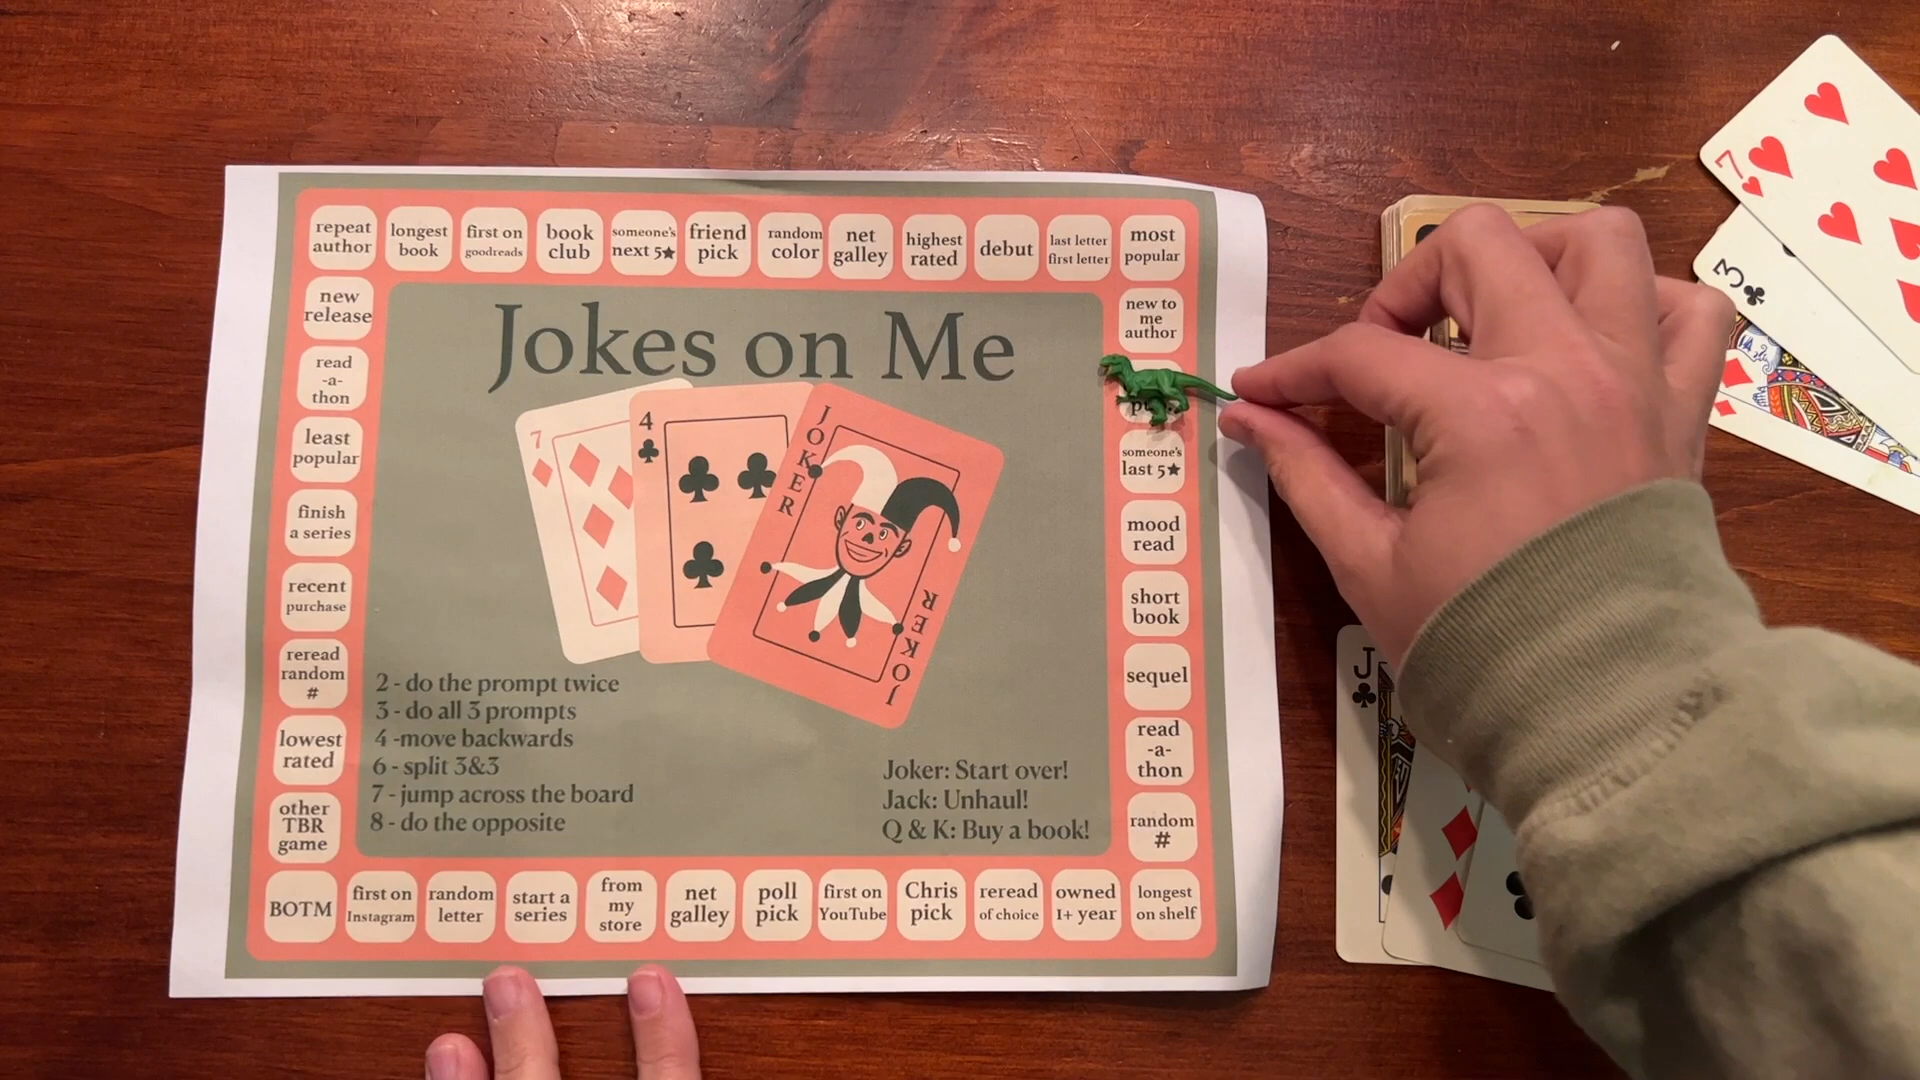 repeat
author
longest
book
first on
goodreads
book
club
someone's
next 5★
friend
pick
random
color
net
galley
highest
rated
debut
last letter
first letter
most
popular
new
release
new to
me
author
read
-a-
thon
least
popular
someone's
last 5★
finish
a series
mood
read
recent
purchase
short
book
reread
random
#
sequel
lowest
rated
read
-a-
thon
other
TBR
game
random
#
BOTM
first on
Instagram
random
letter
start a
series
from
my
store
net
galley
poll
pick
first on
YouTube
Chris
pick
reread
of choice
owned
1+ year
longest
on shelf
Jokes on Me
7
4
JOKER
JOKER
2 - do the prompt twice
3 - do all 3 prompts
4 -move backwards
6 - split 3&3
7 - jump across the board
8 - do the opposite
Joker: Start over!
Jack: Unhaul!
Q & K: Buy a book!
7
3
J